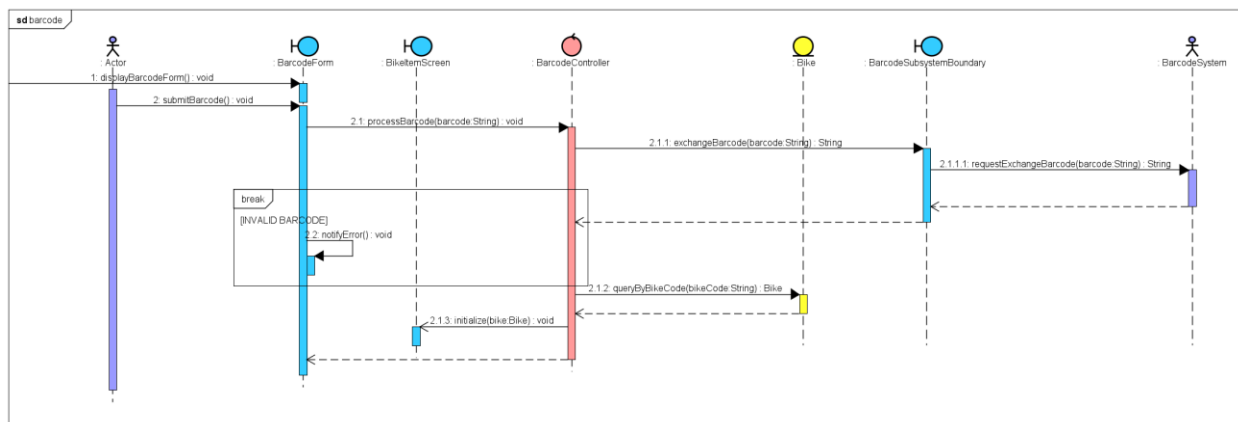 sd barcode
: Actor
: BarcodeForm
: BikeItemScreen
: BarcodeController
: Bike
: BarcodeSubsystemBoundary
: BarcodeSystem
1: displayBarcodeForm() : void
2: submitBarcode() : void
2.1: processBarcode(barcode:String) : void
2.1.1: exchangeBarcode(barcode:String) : String
2.1.1.1: requestExchangeBarcode(barcode:String) : String
break
[INVALID BARCODE]
2.2: notifyError() : void
2.1.2: queryByBikeCode(bikeCode:String) : Bike
2.1.3: initialize(bike:Bike) : void